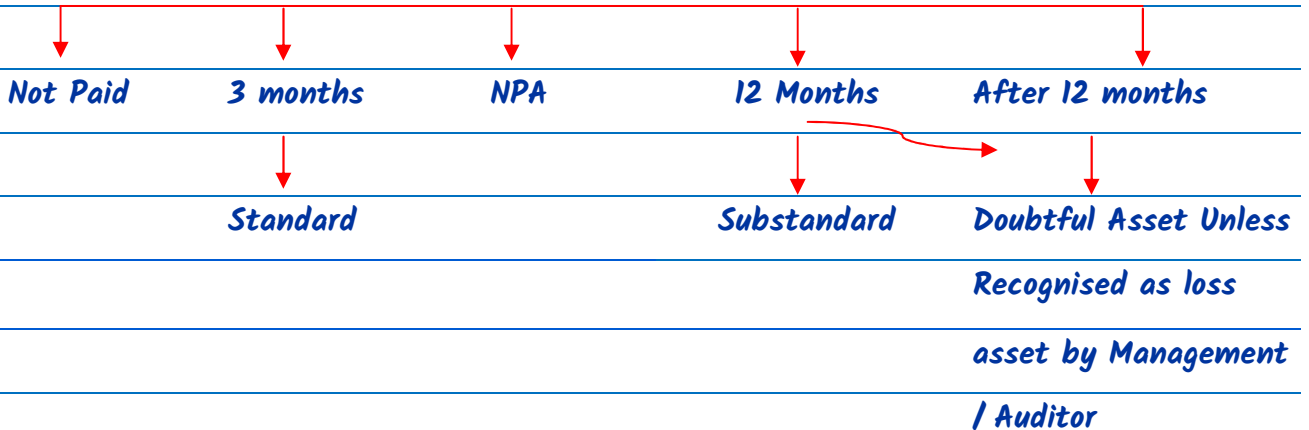 Not Paid 3 months NPA 12 Months After 12 months
Standard Substandard Doubtful Asset Unless
Recognised as loss
asset by Management
/ Auditor